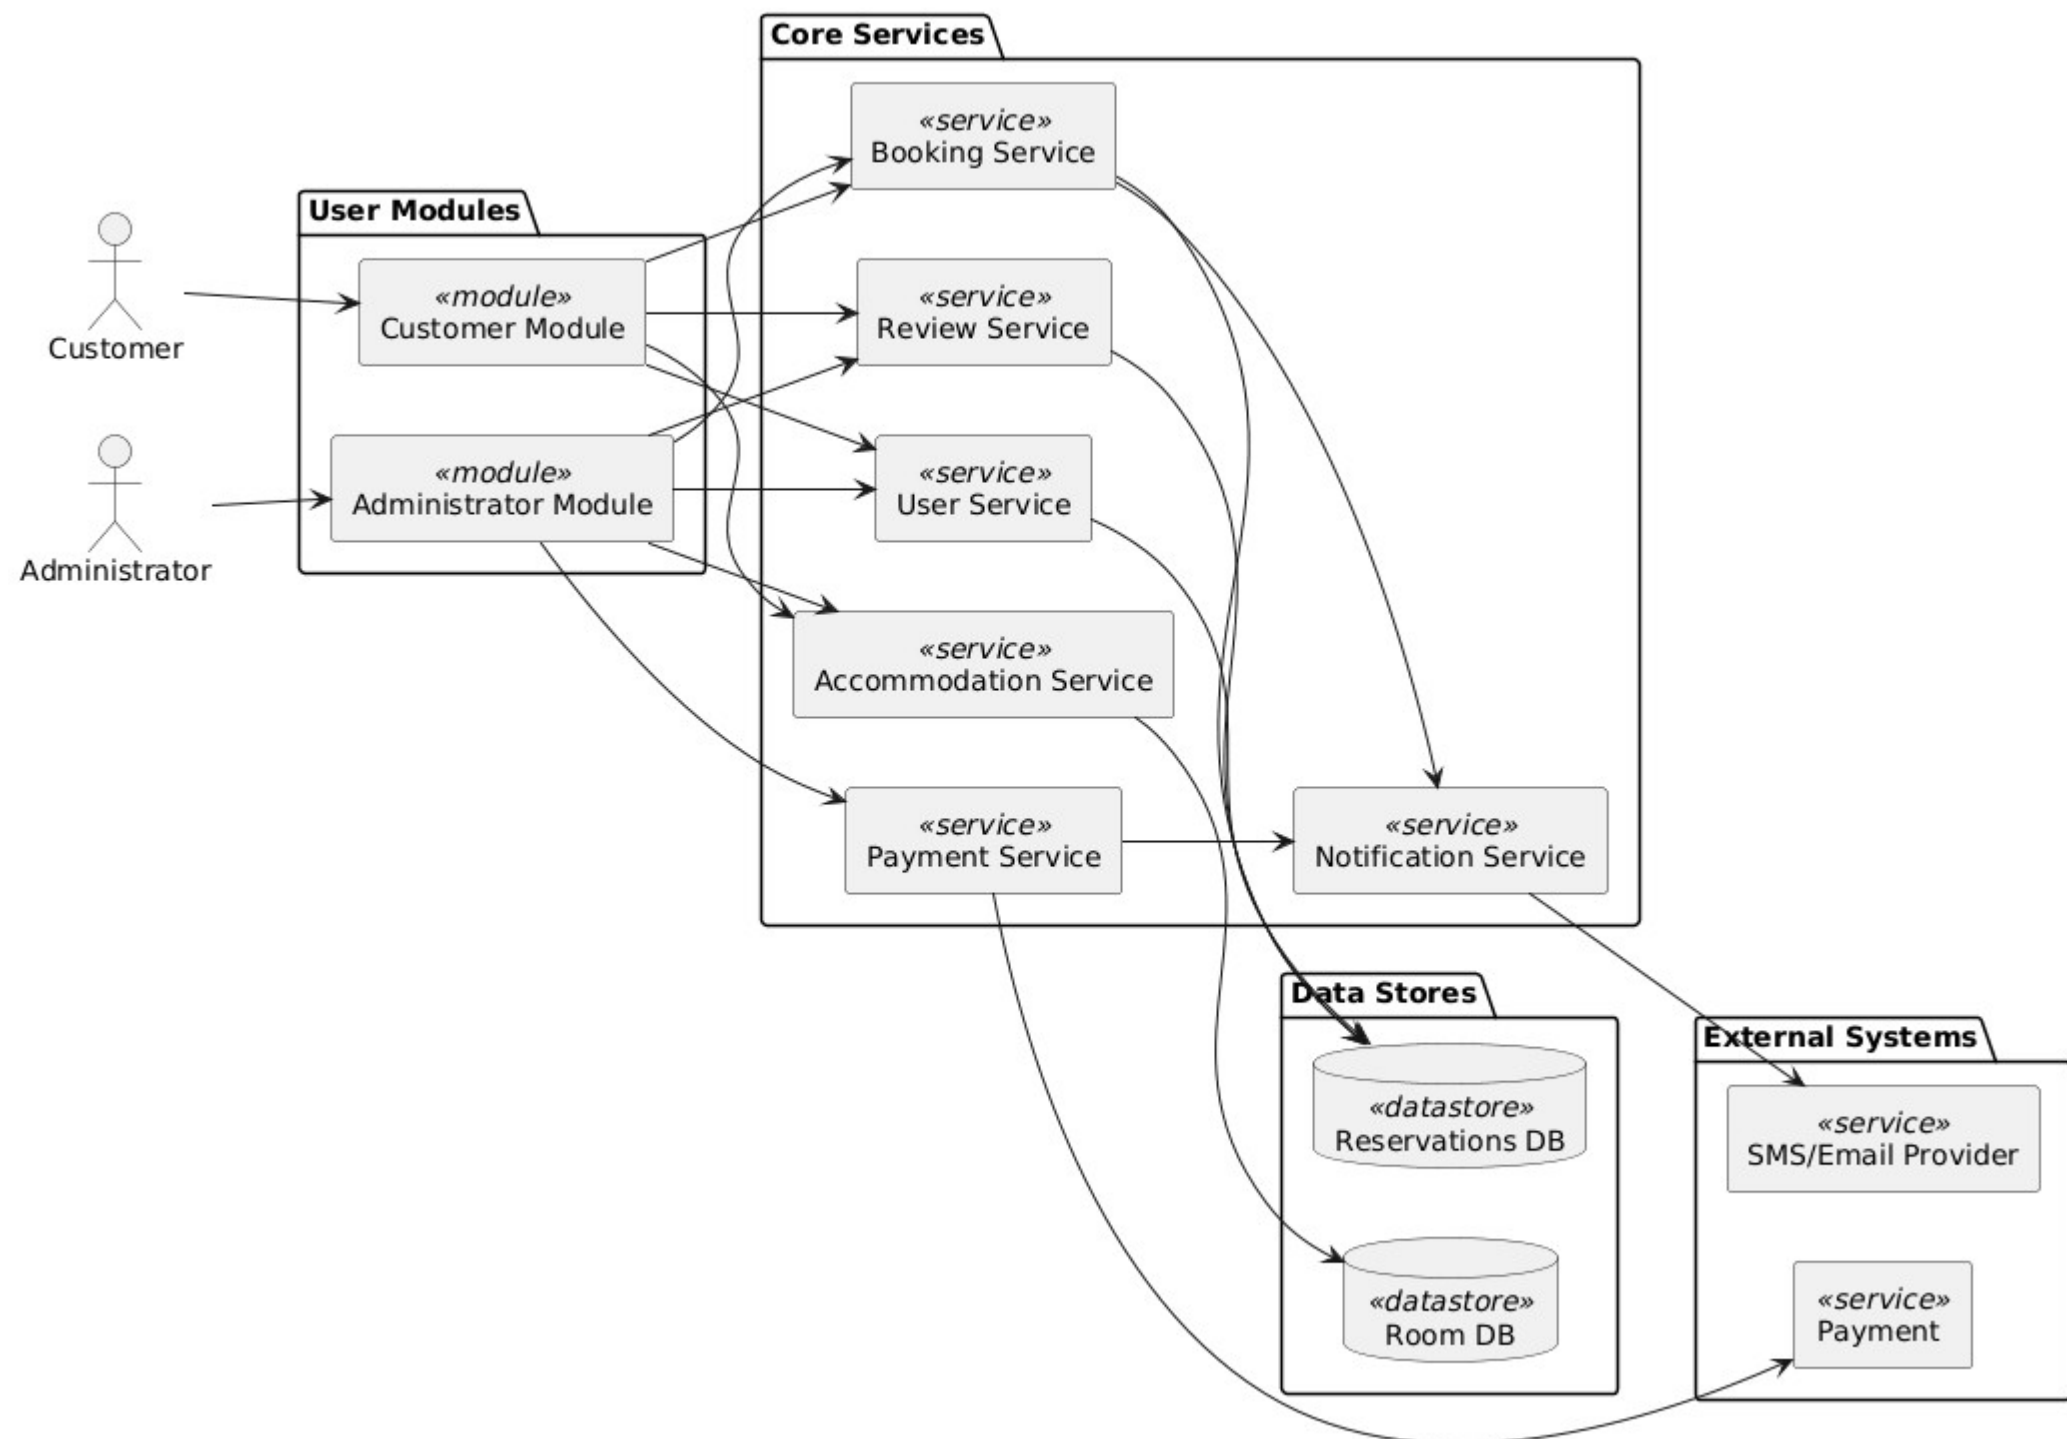 Core Services
«service»
Booking Service
User Modules
«module»
Customer Module
«service»
Review Service
Customer
«module»
Administrator Module
«service»
User Service
Administrator
«service»
Accommodation Service
«service»
Payment Service
«service»
Notification Service
Data Stores
«datastore»
Reservations DB
«datastore»
Room DB
External Systems
«service»
SMS/Email Provider
«service»
Payment